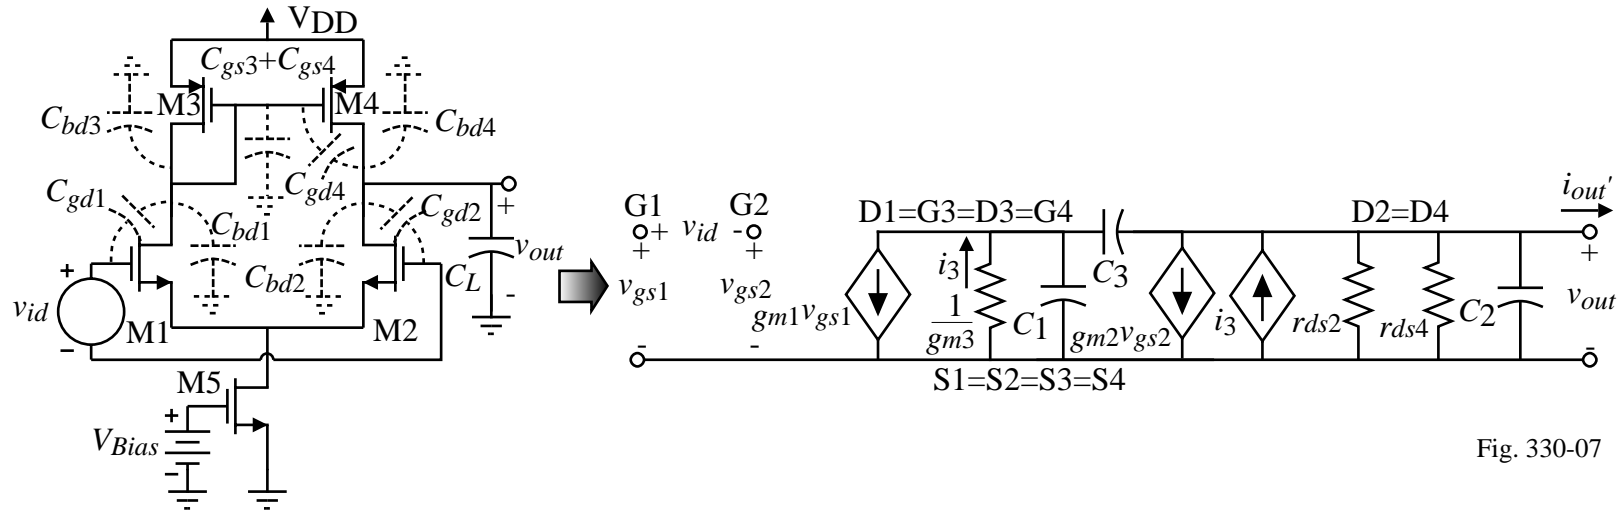 VDD
Cgs3+Cgs4
M3
M4
Cbd3
Cbd4
Cgd4
Cgd1
Cgd2
Cbd1
Cbd2
CL
+
vout
-
+
vid
-
M1
M2
M5
+
VBias
-
G1
+
vid
-
G2
+
vgs1
-
+
vgs2
-
D1=G3=D3=G4
D2=D4
iout'
gm1vgs1
i3
1
gm3
C1
C3
gm2vgs2
i3
rds2
rds4
C2
+
vout
-
S1=S2=S3=S4
Fig. 330-07